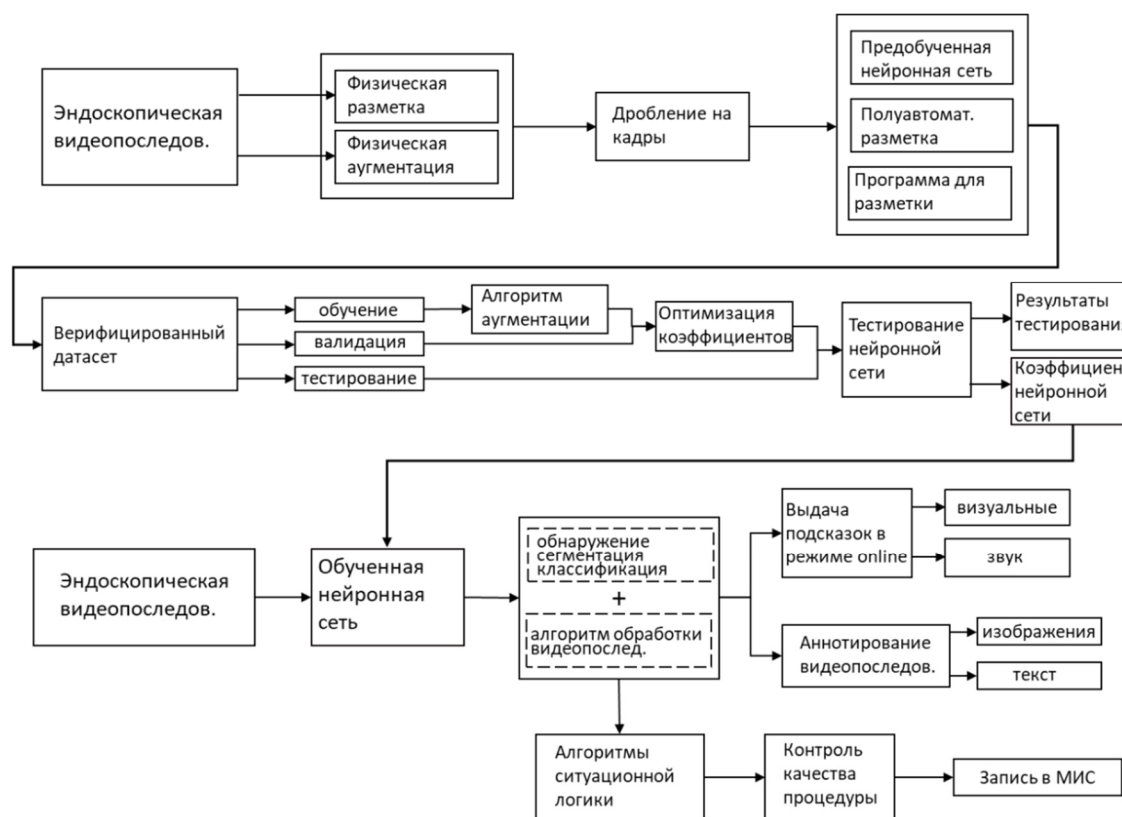 Эндоскопическая
видеопоследов.
Физическая
разметка
Физическая
аугментация
Дробление на
кадры
Предобученная
нейронная сеть
Полуавтомат.
разметка
Программа для
разметки
Верифицированный
датасет
обучение
валидация
тестирование
Алгоритм
аугментации
Оптимизация
коэффициентов
Тестирование
нейронной
сети
Результаты
тестирования
Коэффициен
нейронной
сети
Эндоскопическая
видеопоследов.
Обученная
нейронная
сеть
обнаружение
сегментация
классификация
+
алгоритм обработки
видеопослед.
Выдача
подсказок в
режиме online
визуальные
звук
Аннотирование
видеопоследов.
изображения
текст
Алгоритмы
ситуационной
логики
Контроль
качества
процедуры
Запись в МИС